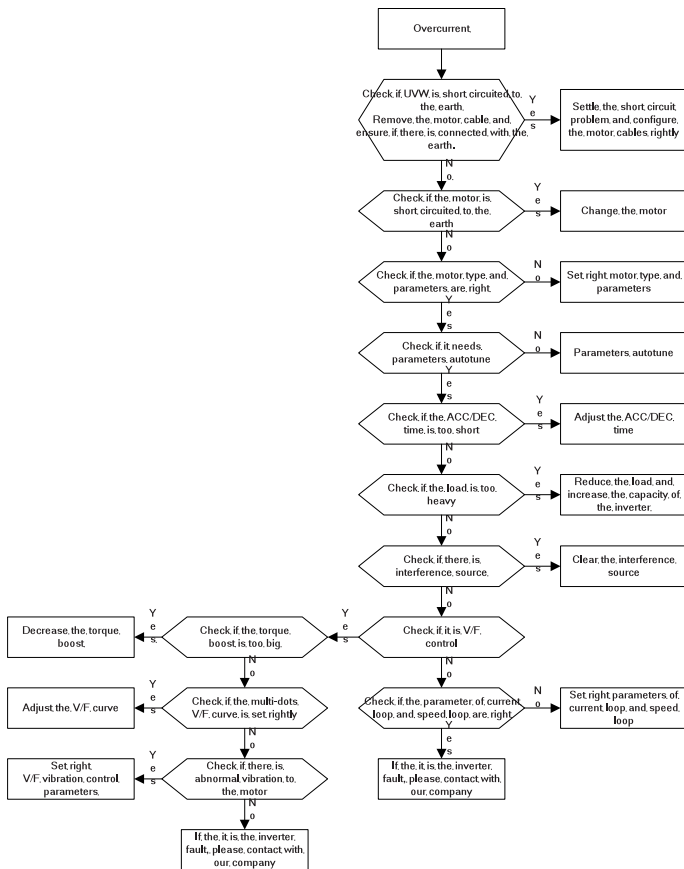 Overcurrent
Check if UVW is short circuited to
the earth.
Remove the motor cable and
ensure if there is connected with the
earth.
Yes
Settle the short circuit
problem and configure
the motor cables rightly
No.
Check if the motor is
short circuited to the
earth
Yes
Change the motor
No
Check if the motor type and
parameters are right
No
Set right motor type and
parameters
Yes
Check if it needs
parameters autotune
No
Parameters autotune
Yes
Check if the ACC/DEC
time is too short
Yes
Adjust the ACC/DEC
time
No
Check if the load is too
heavy
Yes
Reduce the load and
increase the capacity of
the inverter
No
Check if there is
interference source
Yes
Clear the interference
source
No
Check if it is V/F
control
Yes
Check if the torque
boost is too big
Yes.
Decrease the torque
boost
No
Check if the multi-dots
V/F curve is set rightly
Yes
Adjust the V/F curve
No
Check if the parameter of current
loop and speed loop are right
No
Set right parameters of
current loop and speed
loop
Yes
If the it is the inverter
fault, please contact with
our company
No
Check if there is
abnormal vibration to
the motor
Yes
Set right
V/F vibration control
parameters
No
If the it is the inverter
fault, please contact with
our company